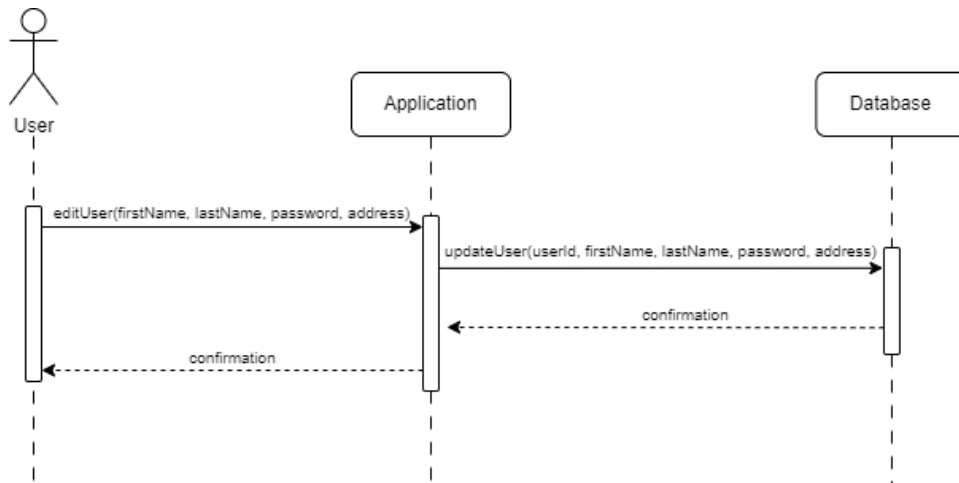 Application
Database
User
editUser(firstName, lastName, password, address)
updateUser(userId, firstName, lastName, password, address)
confirmation
confirmation